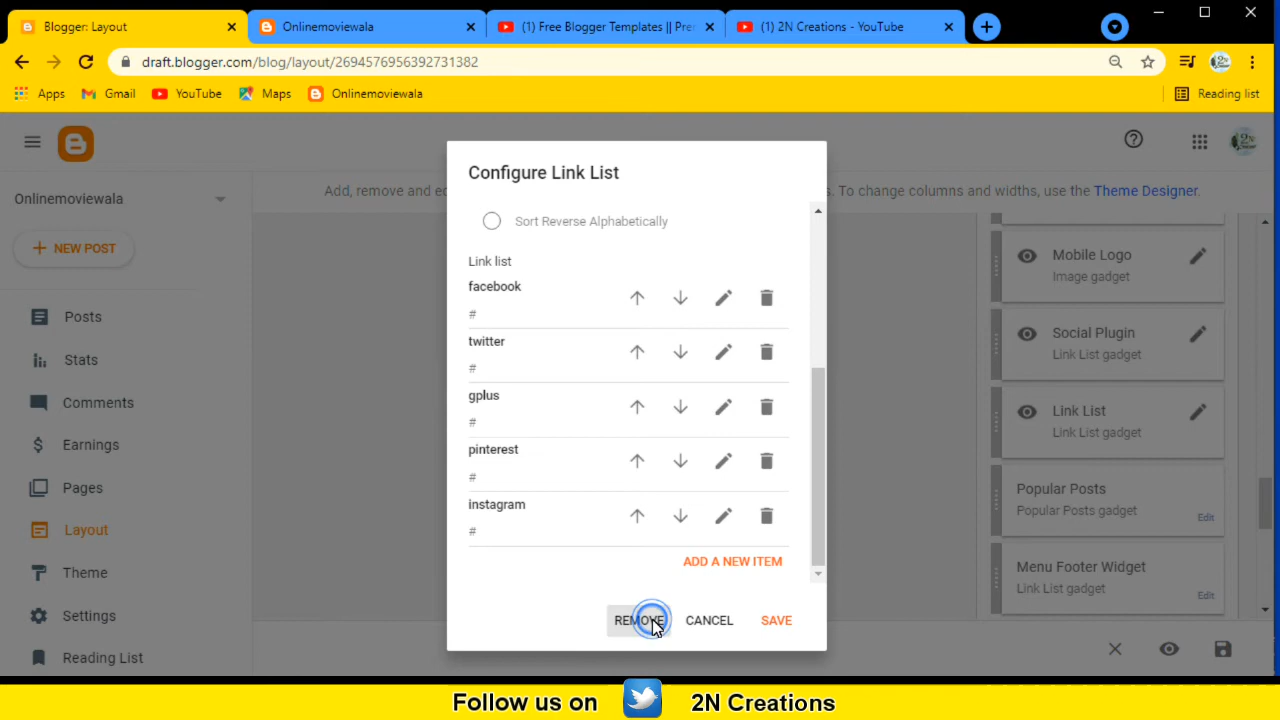 Blogger: Layout
Onlinemoviewala
(1) Free Blogger Templates || Pre
(1) 2N Creations - YouTube
draft.blogger.com/blog/layout/2694576956392731382
Apps
Gmail
YouTube
Maps
Onlinemoviewala
Reading list
Onlinemoviewala
NEW POST
Posts
Stats
Comments
Earnings
Pages
Layout
Theme
Settings
Reading List
Add, remove and ed
s. To change columns and widths, use the Theme Designer.
Configure Link List
Sort Reverse Alphabetically
Link list
facebook
#
twitter
#
gplus
#
pinterest
#
instagram
#
ADD A NEW ITEM
REMOVE CANCEL SAVE
Mobile Logo
Image gadget
Social Plugin
Link List gadget
Link List
Link List gadget
Popular Posts
Popular Posts gadget
Edit
Menu Footer Widget
Link List gadget
Edit
Follow us on 2N Creations